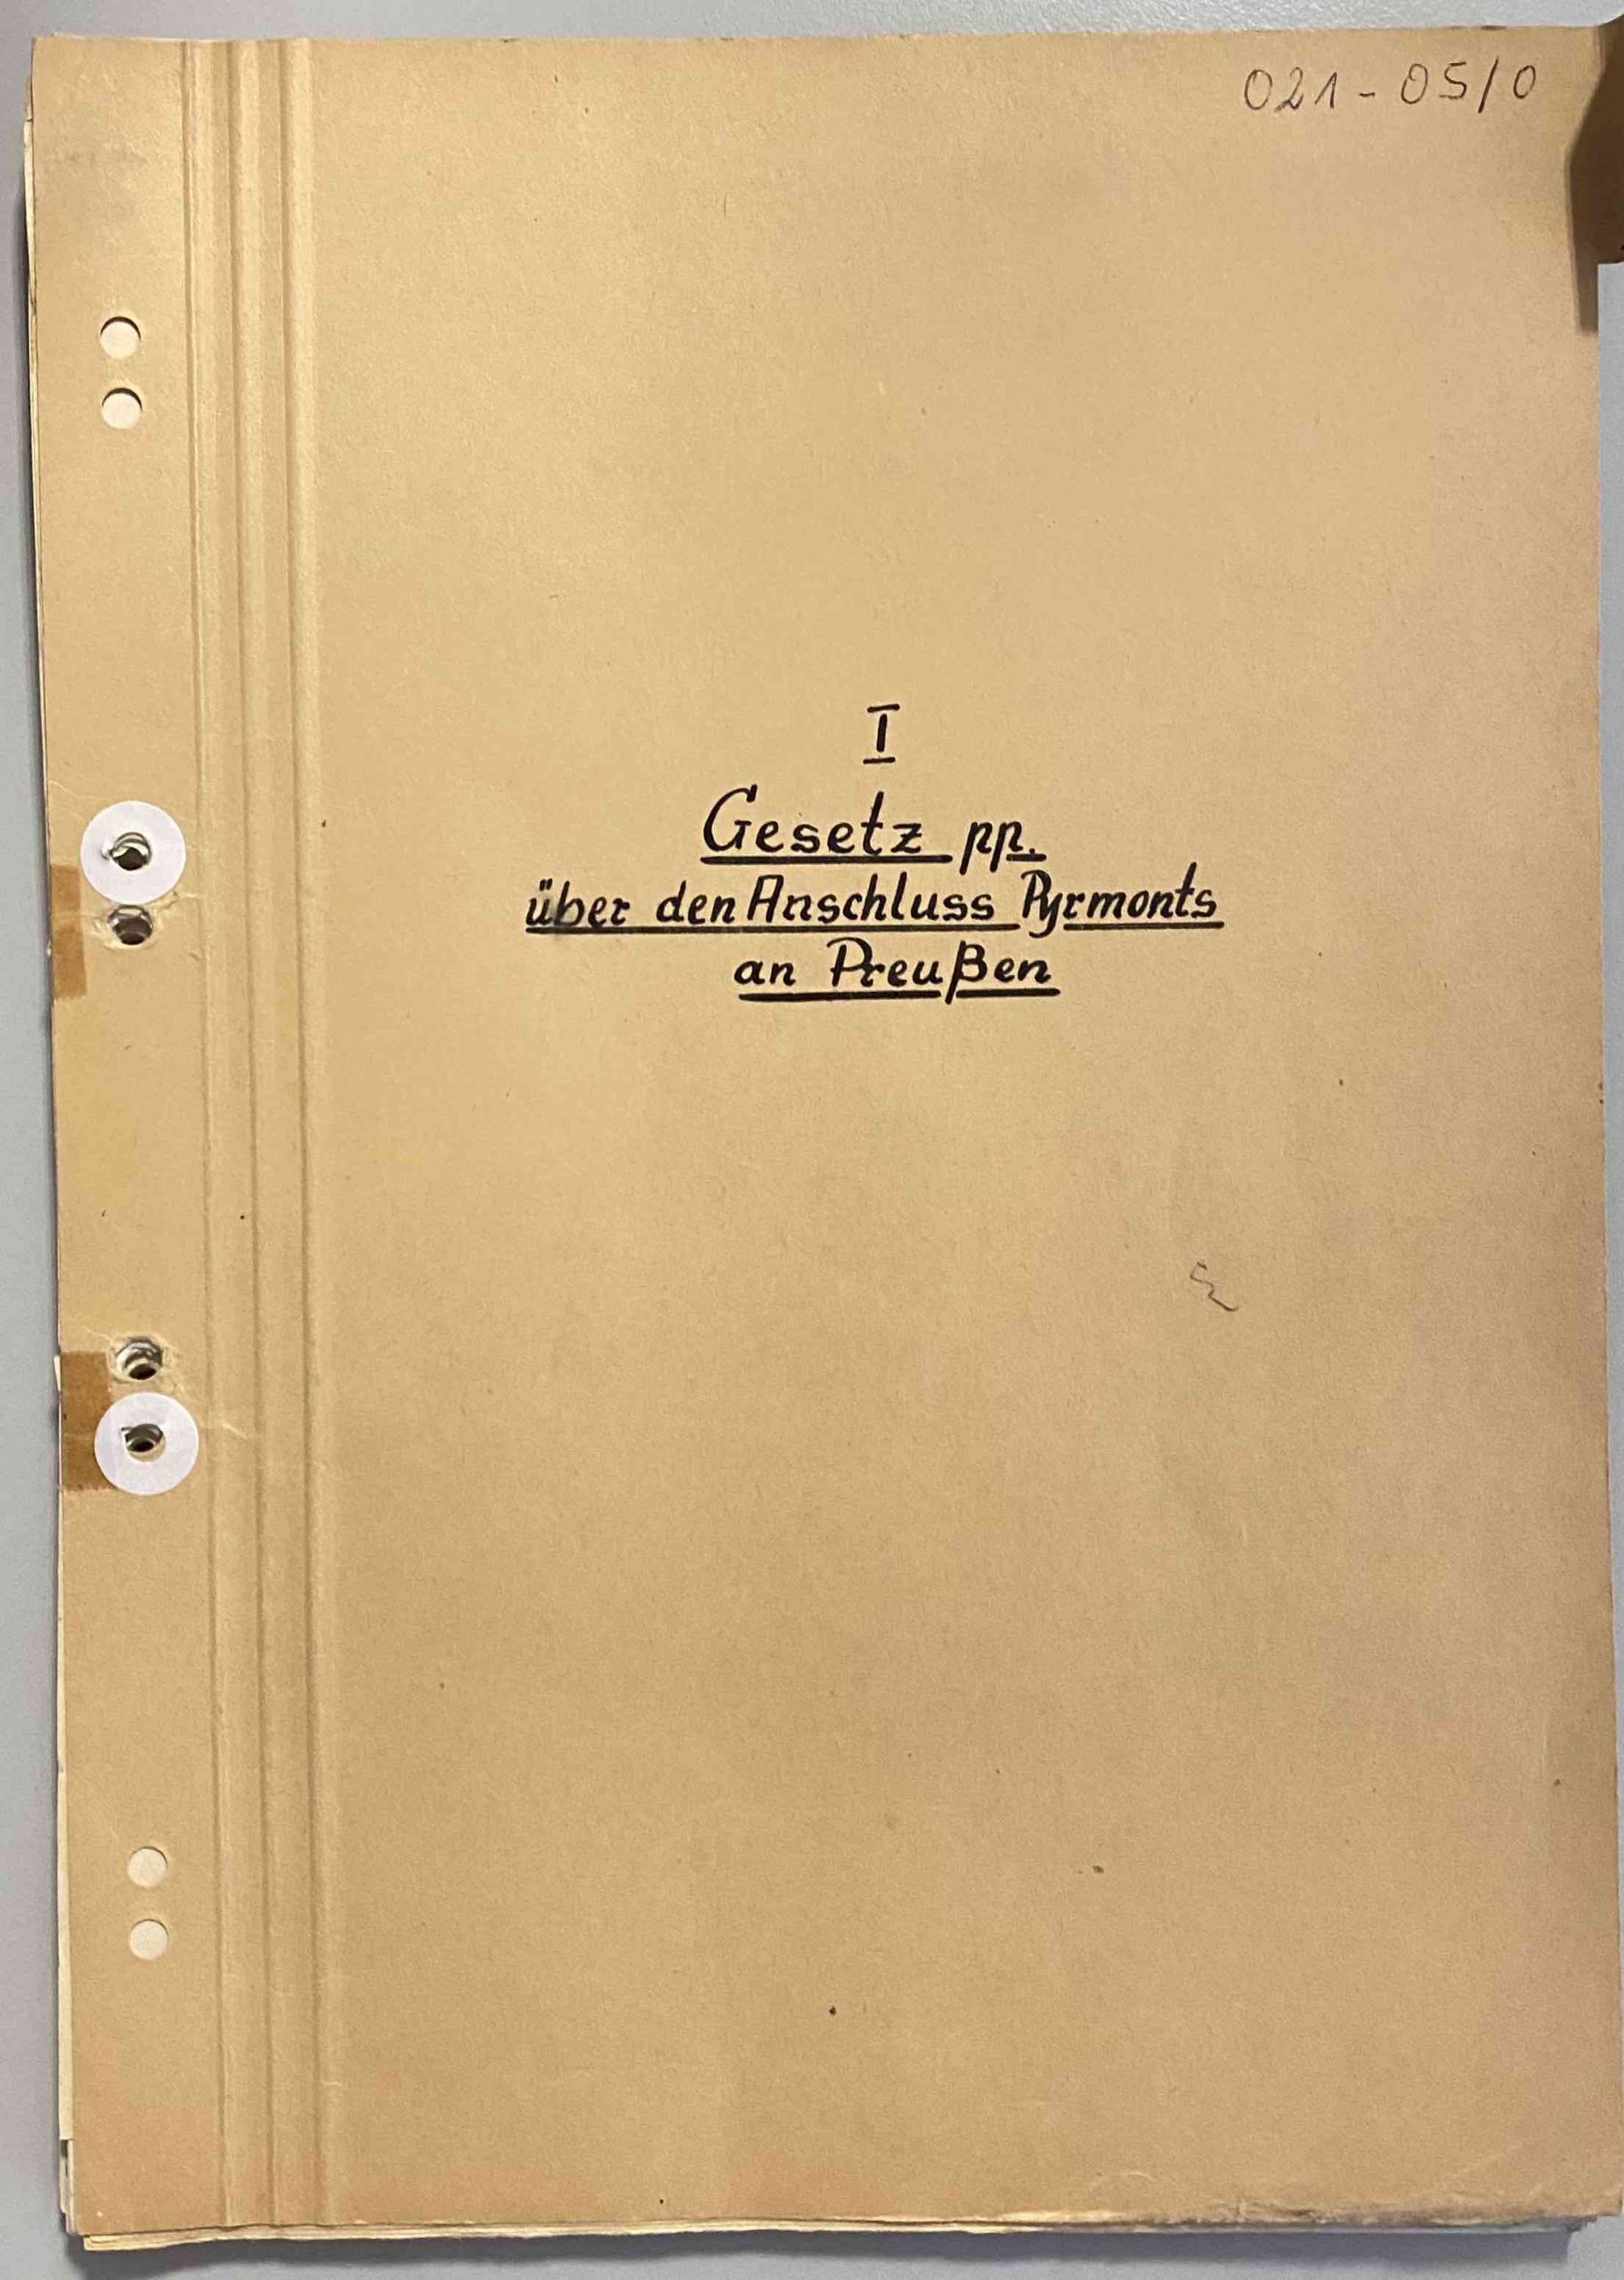 021-05/0
I
Gesetz pp.
über den Anschluss Pyrmonts
an Preußen